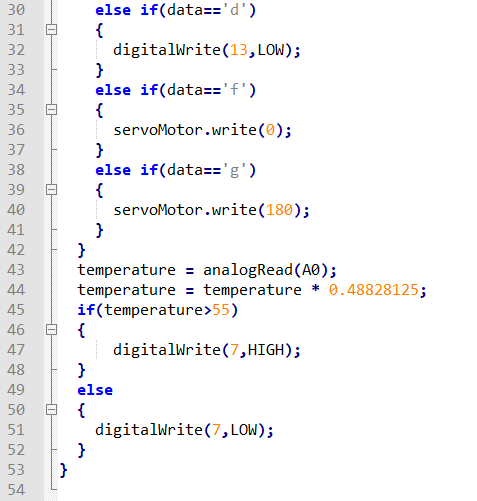 30 else if(data=='d')
31 {
32 digitalWrite(13,LOW);
33 }
34 else if(data=='f')
35 {
36 servoMotor.write(0);
37 }
38 else if(data=='g')
39 {
40 servoMotor.write(180);
41 }
42 }
43 temperature = analogRead(A0);
44 temperature = temperature * 0.48828125;
45 if(temperature>55)
46 {
47 digitalWrite(7,HIGH);
48 }
49 else
50 {
51 digitalWrite(7,LOW);
52 }
53 }
54